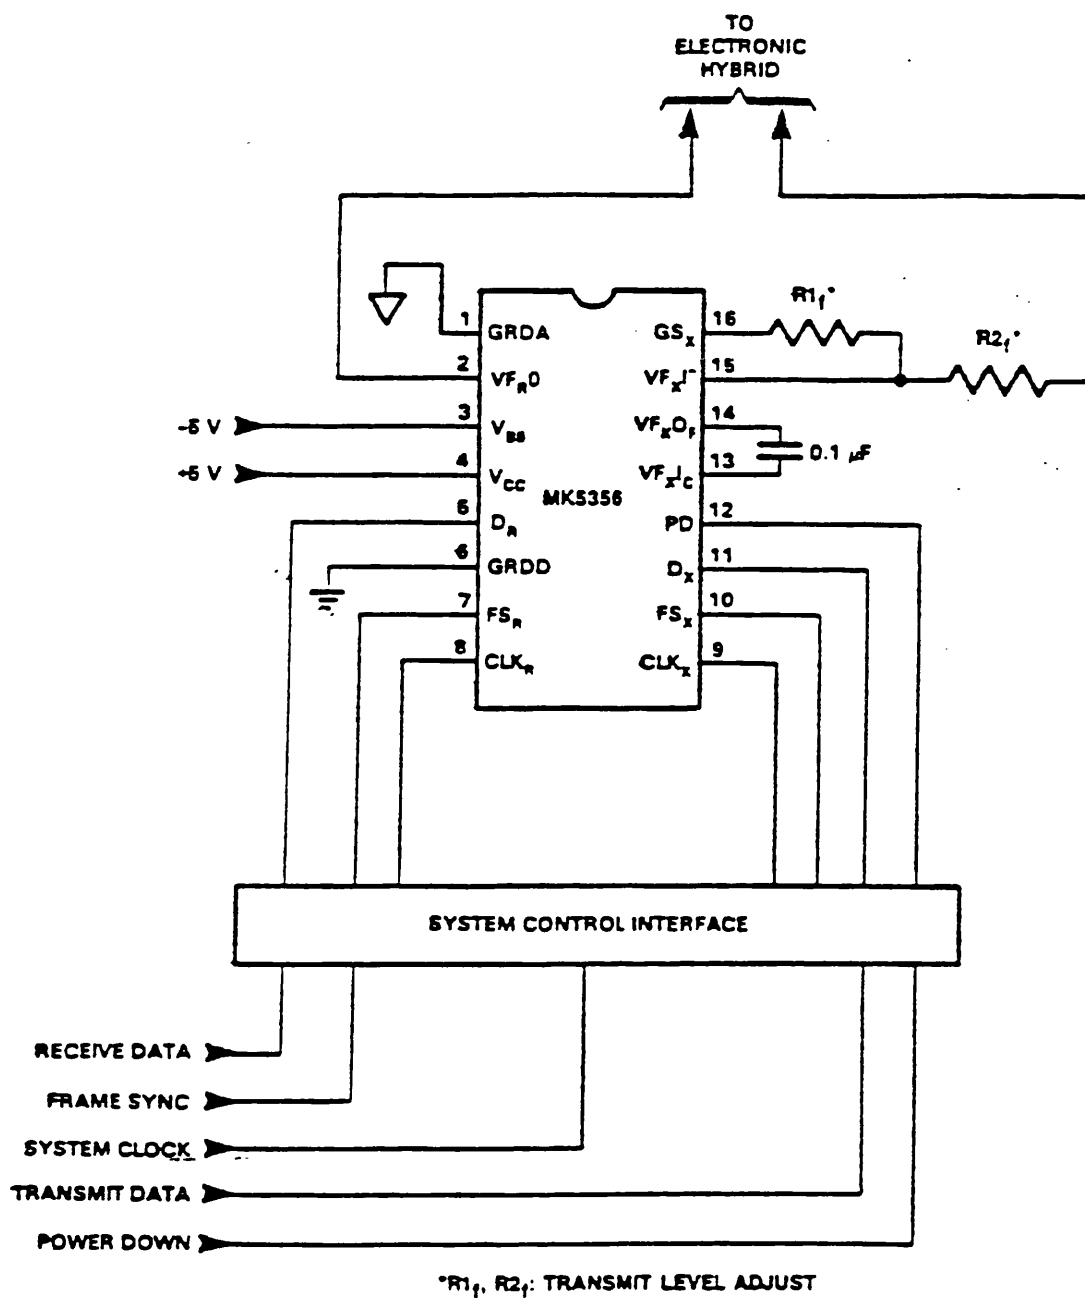 TO
ELECTRONIC
HYBRID
R1f*
R2f*
1 GRDA
2 VFRO
3 VBB
4 VCC
5 DR
6 GRDD
7 FSR
8 CLKR
16 GSX
15 VFXI-
14 VFXOF
13 VFXIC
12 PD
11 DX
10 FSX
9 CLKX
MK5356
0.1 µF
-5 V
+5 V
SYSTEM CONTROL INTERFACE
RECEIVE DATA
FRAME SYNC
SYSTEM CLOCK
TRANSMIT DATA
POWER DOWN
*R1f, R2f: TRANSMIT LEVEL ADJUST